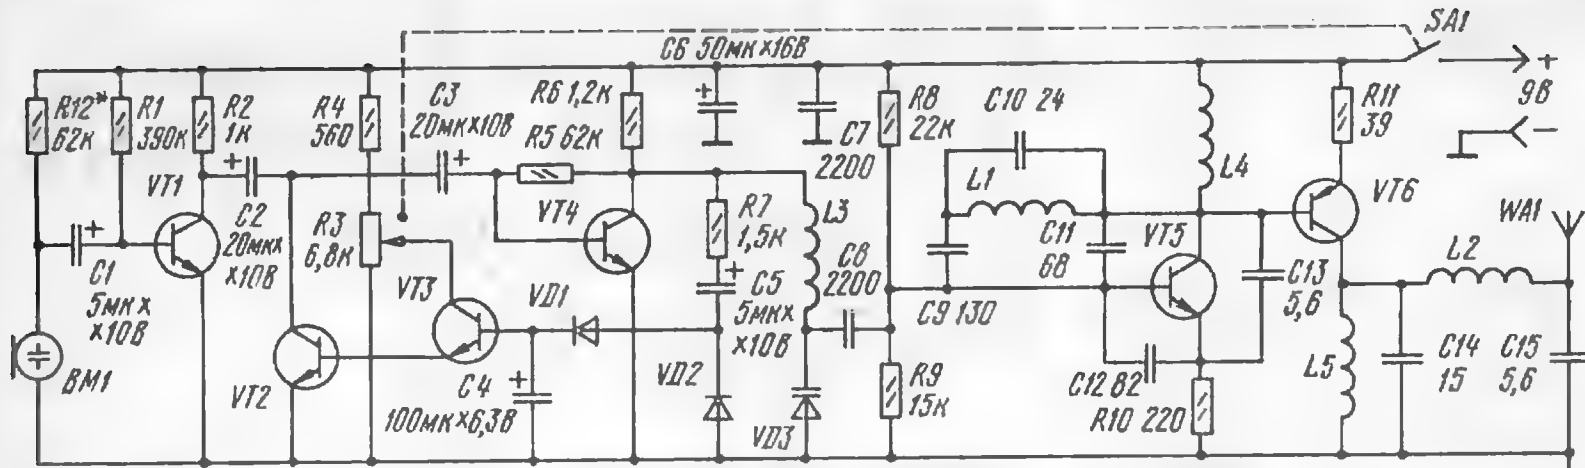 SA1
C6 50мк×16В
+
9В
−
R12*
62к
R1
390к
R2
1к
R4
560
C3
20мк×10В
R6 1,2к
R5 62к
+
C7
2200
R8
22к
C10 24
R11
39
VT1
+
+
L1
L4
VT6
WA1
C2
20мк×
×10В
R3
6,8к
VT4
R7
1,5к
L3
C11
68
VT5
L2
+
C1
5мк×
×10В
VT3
VD1
+
C5
5мк×
×10В
C8
2200
C9 130
C13
5,6
BM1
VT2
C4
+
100мк×6,3В
VD2
VD3
R9
15к
C12 82
R10 220
L5
C14
15
C15
5,6